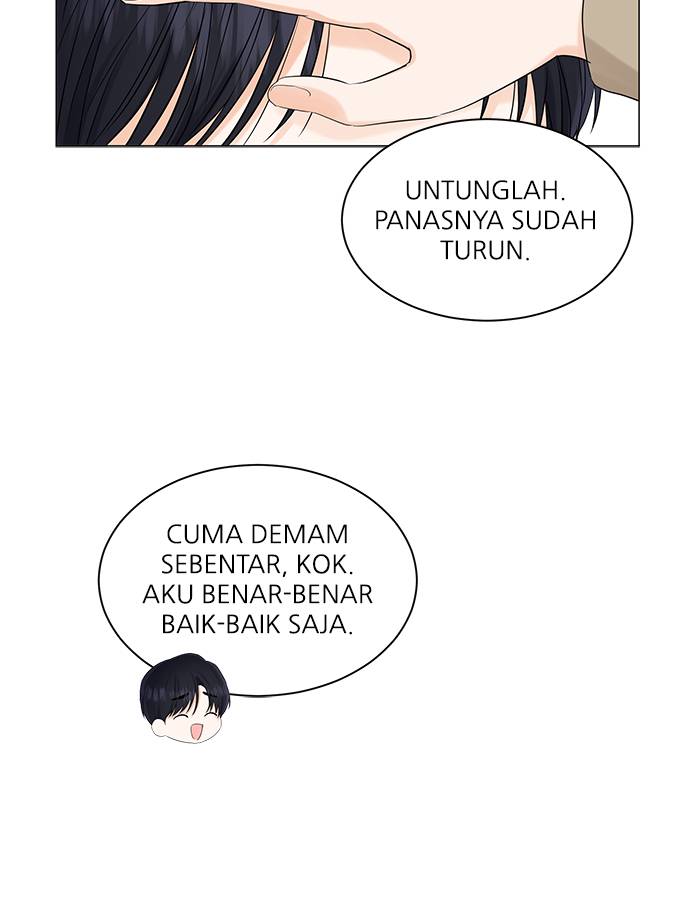 UNTUNGLAH.
PANASNYA SUDAH
TURUN.
CUMA DEMAM
SEBENTAR, KOK.
AKU BENAR-BENAR
BAIK-BAIK SAJA.